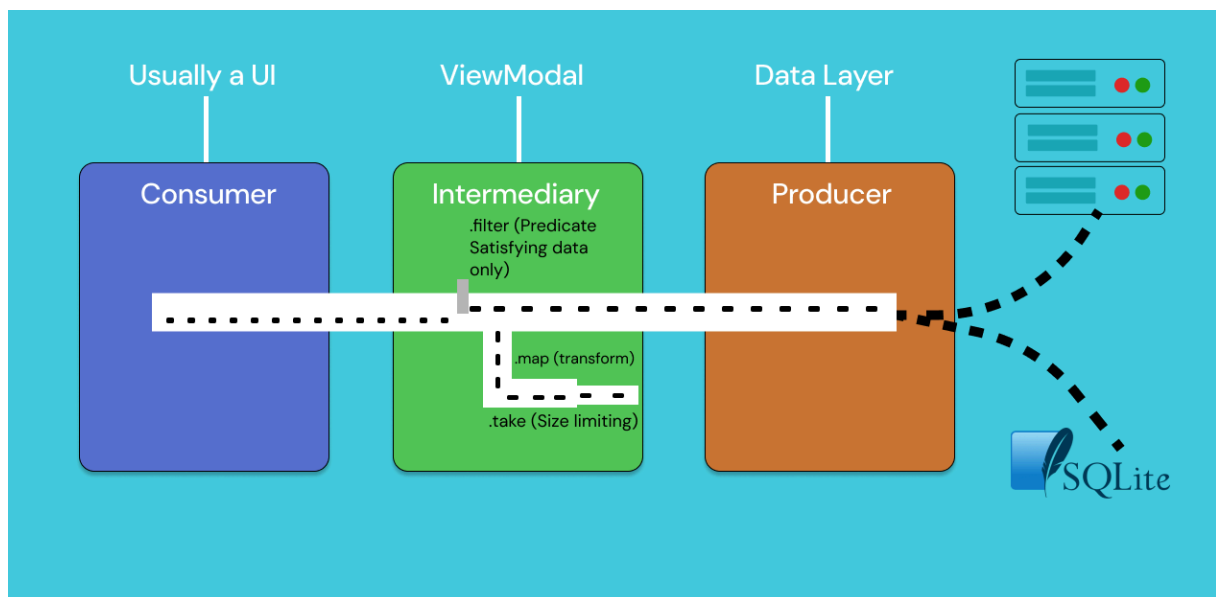 Usually a UI
ViewModal
Data Layer
Consumer
Intermediary
Producer
.filter (Predicate
Satisfying data
only)
.map (transform)
.take (Size limiting)
SQLite